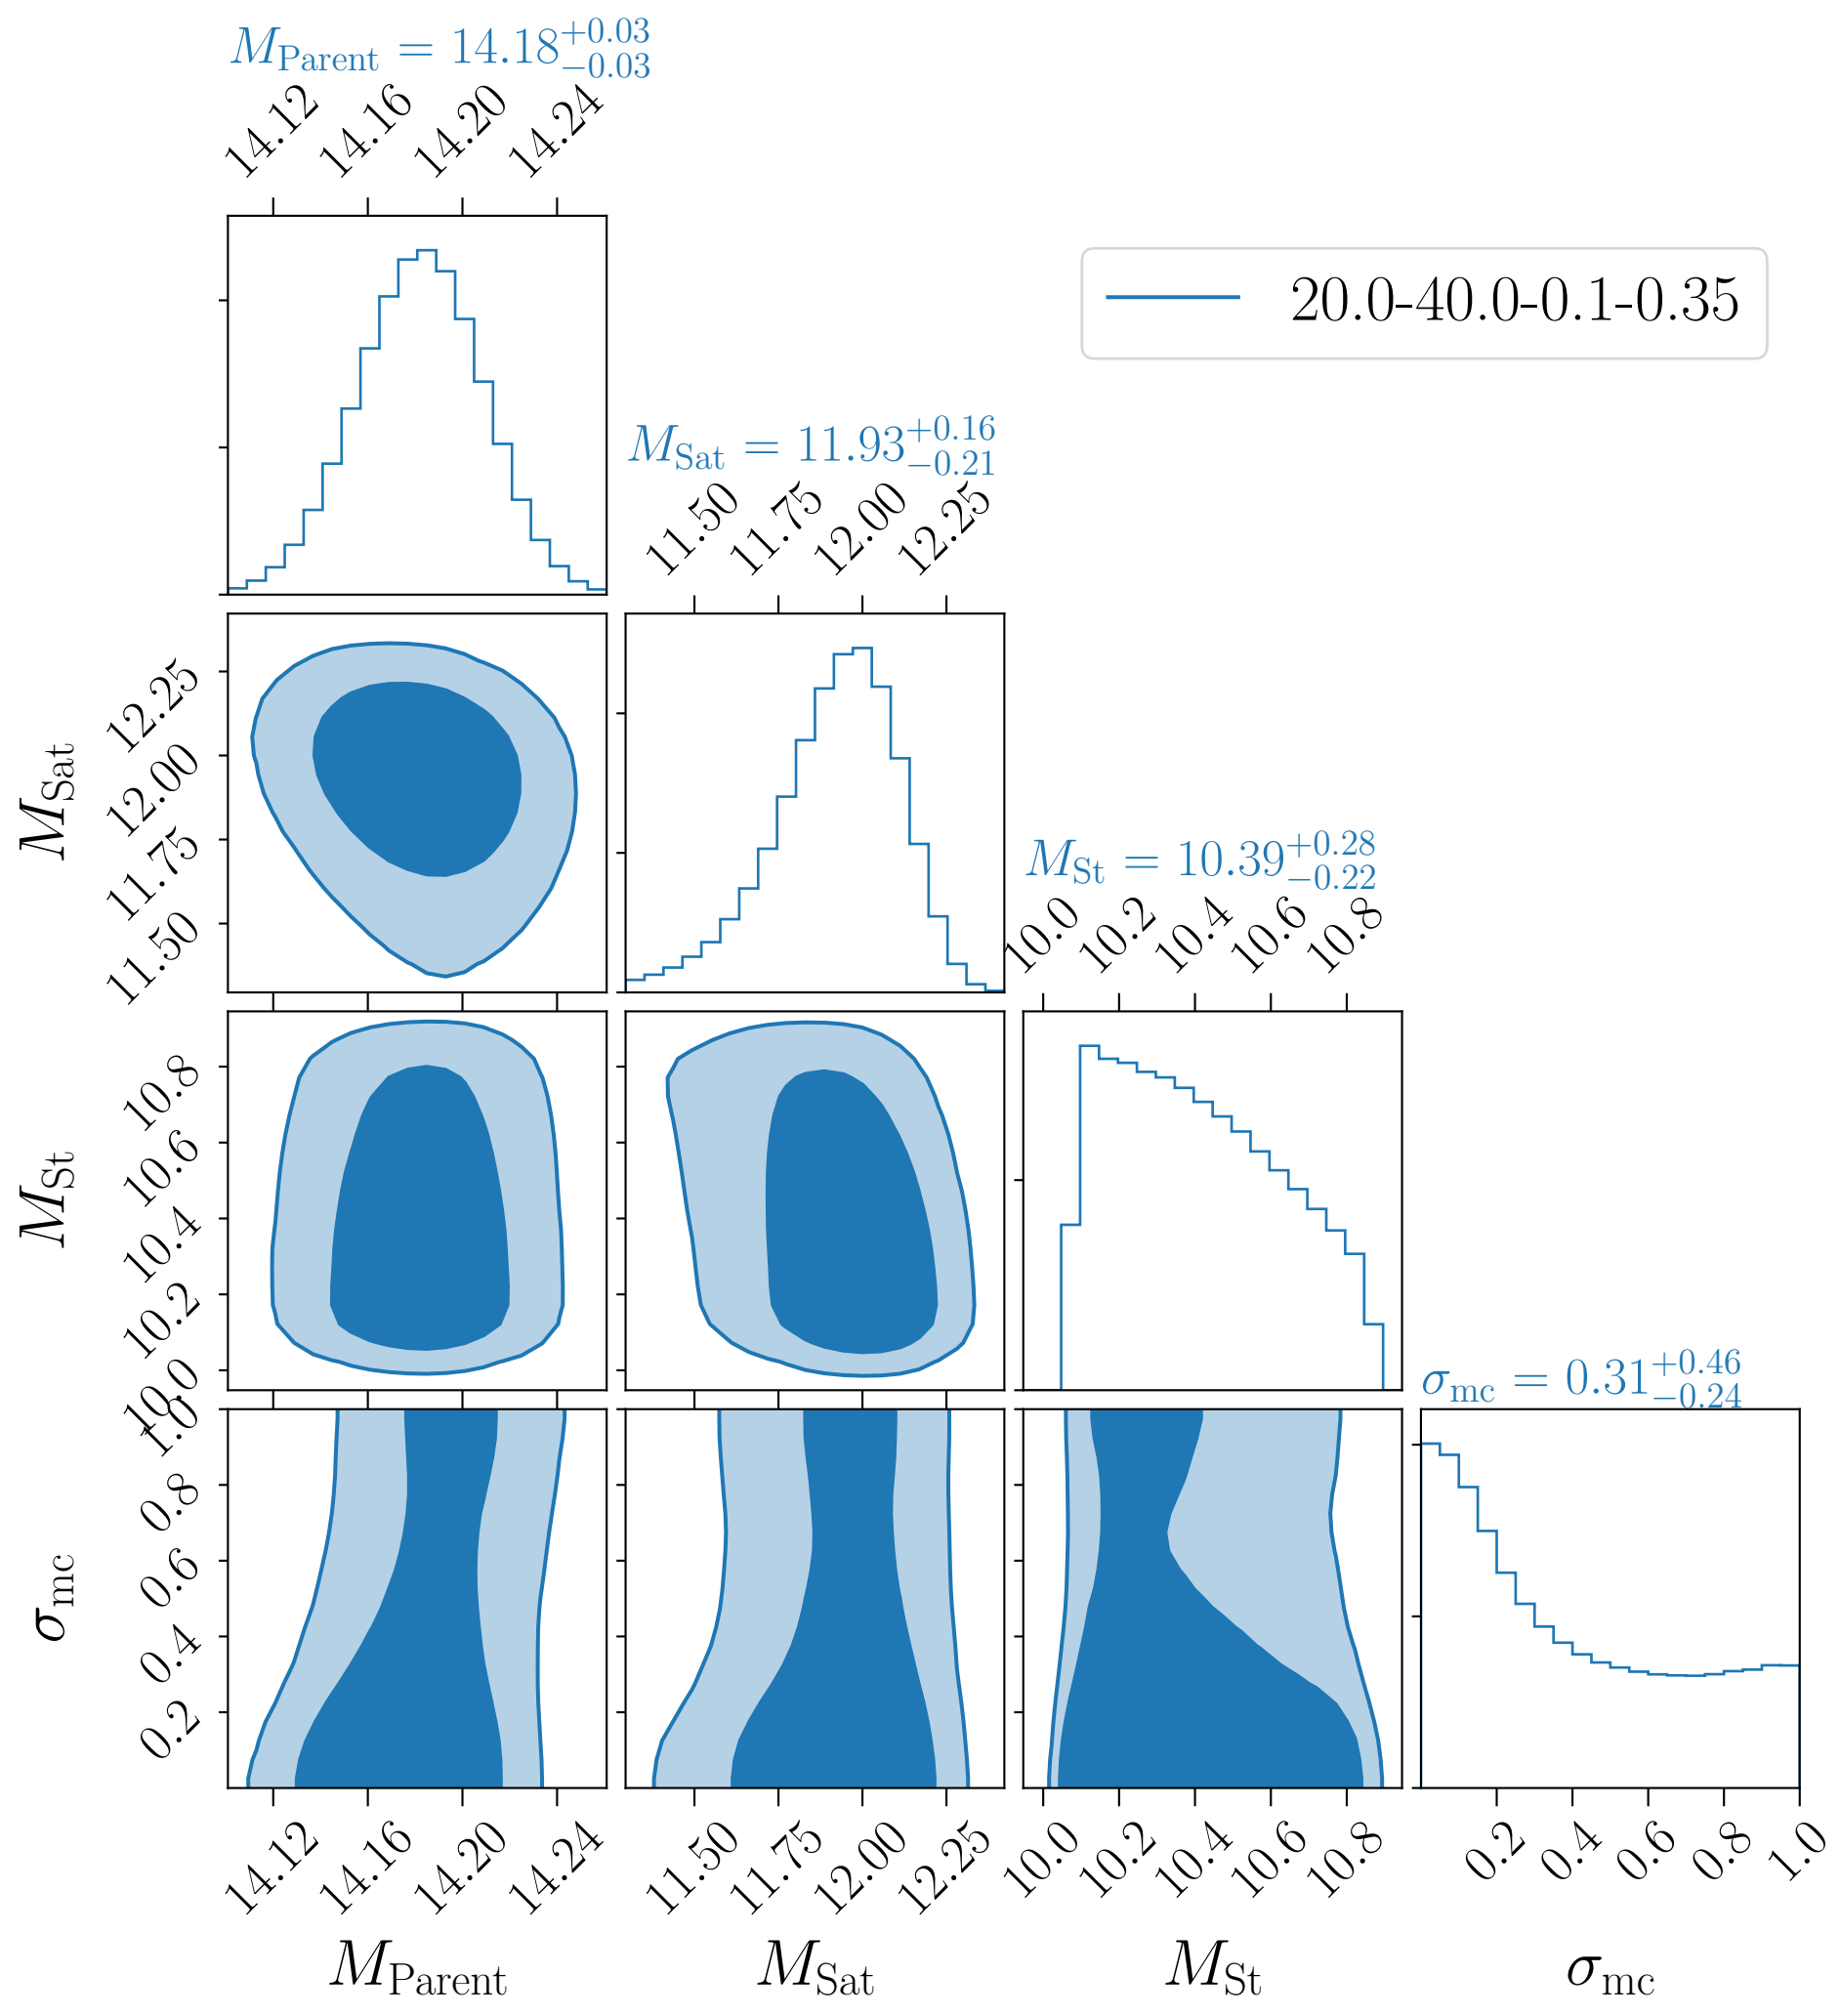 M_Parent = 14.18^{+0.03}_{-0.03}
14.12 14.16 14.20 14.24
20.0-40.0-0.1-0.35
M_Sat = 11.93^{+0.16}_{-0.21}
11.50 11.75 12.00 12.25
M_Sat
12.25
12.00
11.75
11.50
M_St = 10.39^{+0.28}_{-0.22}
10.0 10.2 10.4 10.6 10.8
M_St
10.8
10.6
10.4
10.2
10.0
σ_mc = 0.31^{+0.46}_{-0.24}
σ_mc
1.0
0.8
0.6
0.4
0.2
14.12 14.16 14.20 14.24 11.50 11.75 12.00 12.25 10.0 10.2 10.4 10.6 10.8 0.2 0.4 0.6 0.8 1.0
M_Parent M_Sat M_St σ_mc